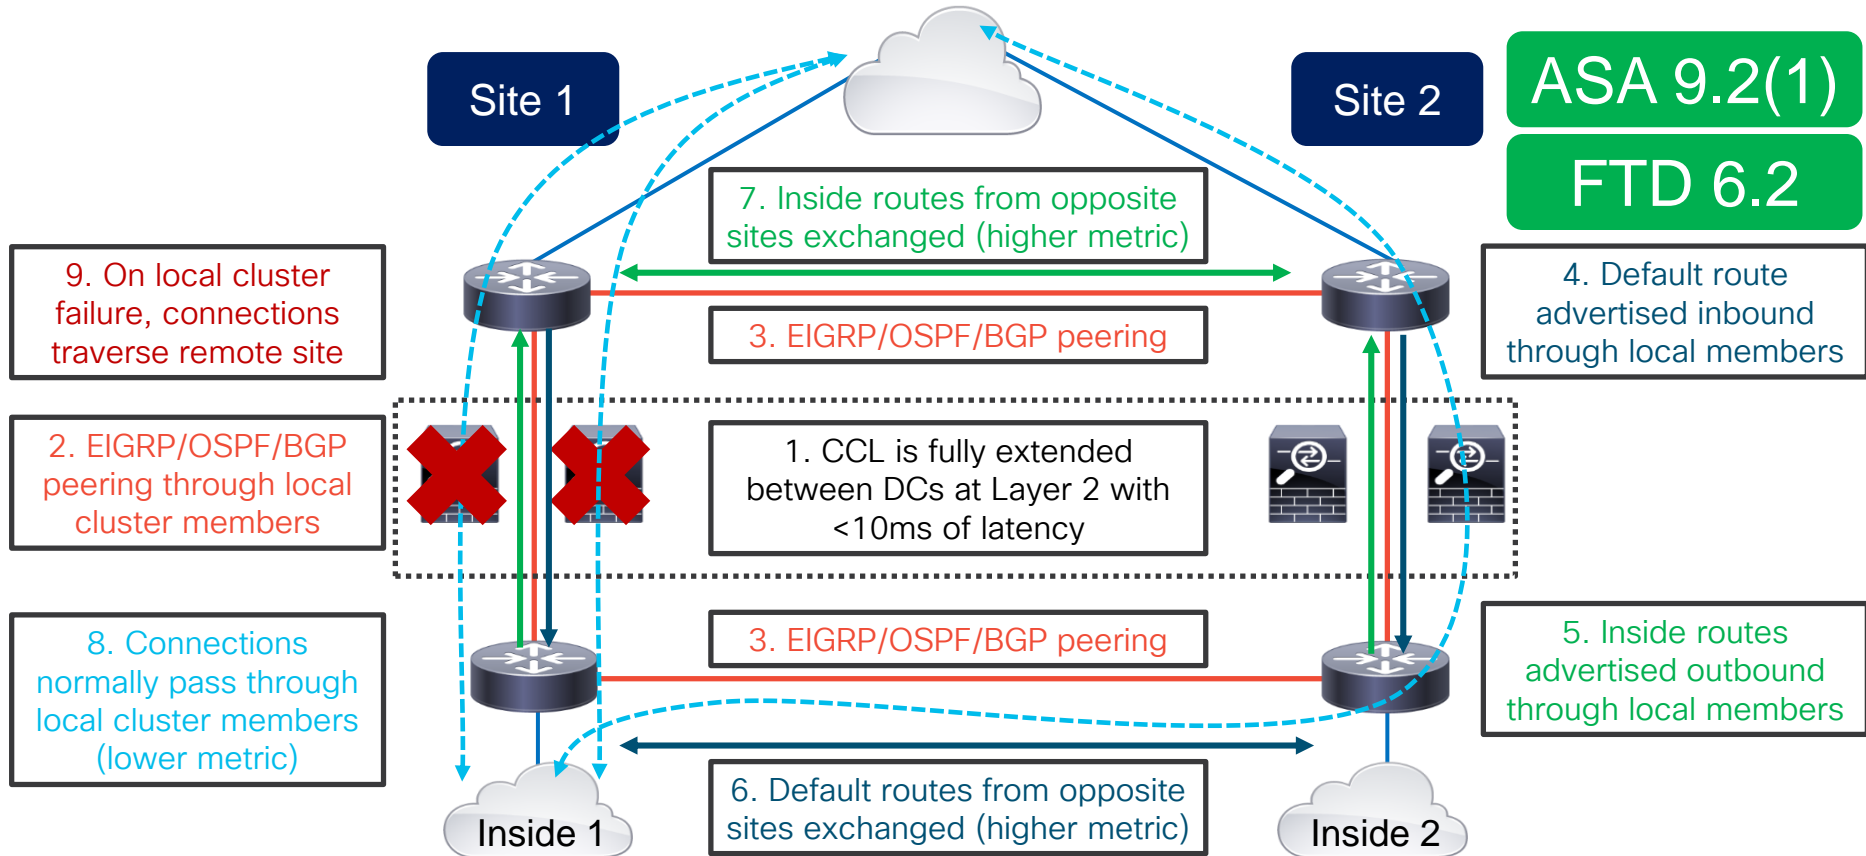 Site 1
Site 2
ASA 9.2(1)
FTD 6.2
7. Inside routes from opposite
sites exchanged (higher metric)
9. On local cluster
failure, connections
traverse remote site
3. EIGRP/OSPF/BGP peering
4. Default route
advertised inbound
through local members
2. EIGRP/OSPF/BGP
peering through local
cluster members
1. CCL is fully extended
between DCs at Layer 2 with
<10ms of latency
8. Connections
normally pass through
local cluster members
(lower metric)
3. EIGRP/OSPF/BGP peering
5. Inside routes
advertised outbound
through local members
6. Default routes from opposite
sites exchanged (higher metric)
Inside 1
Inside 2